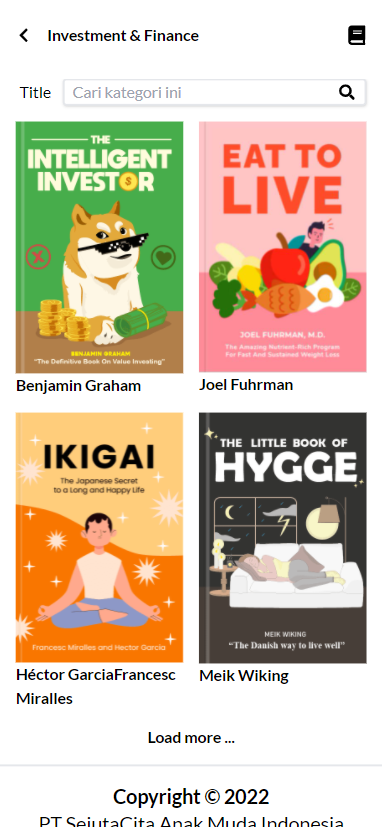 Investment & Finance
Title
Cari kategori ini
THE
INTELLIGENT
INVESTOR
BENJAMIN GRAHAM
"The Definitive Book On Value Investing"
Benjamin Graham
EAT TO
LIVE
JOEL FUHRMAN, M.D.
The Amazing Nutrient-Rich Program
For Fast And Sustained Weight Loss
Joel Fuhrman
IKIGAI
The Japanese Secret
to a Long and Happy Life
Francesc Miralles and Hector Garcia
Héctor GarciaFrancesc
Miralles
THE LITTLE BOOK OF
HYGGE
MEIK WIKING
"The Danish way to live well"
Meik Wiking
Load more ...
Copyright © 2022
PT SejutaCita Anak Muda Indonesia